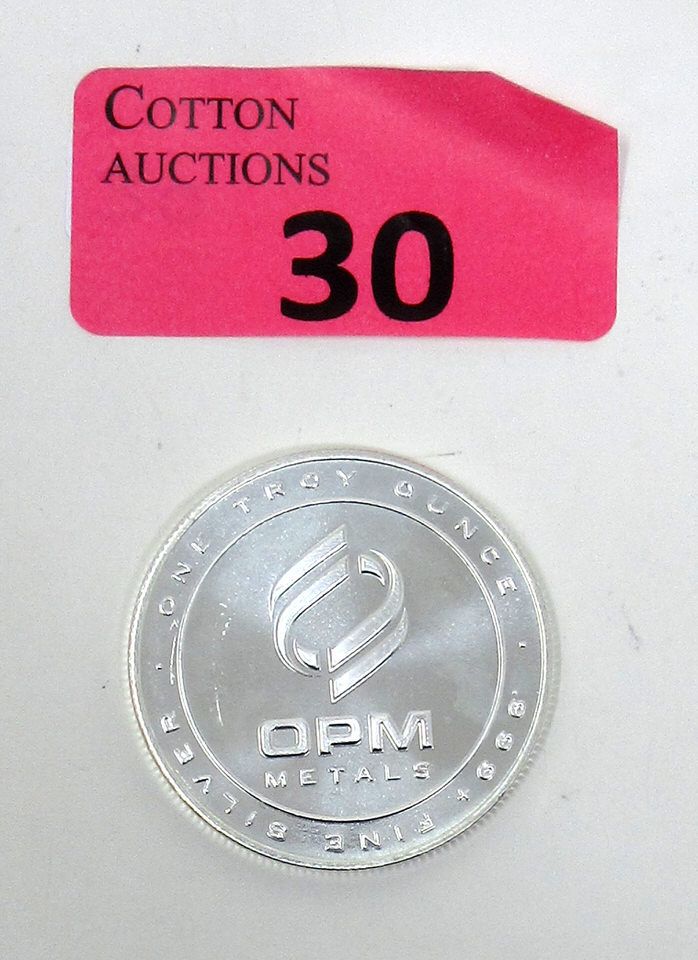 COTTON
AUCTIONS
30
ONE TROY OUNCE
· .999+ FINE SILVER ·
OPM
METALS